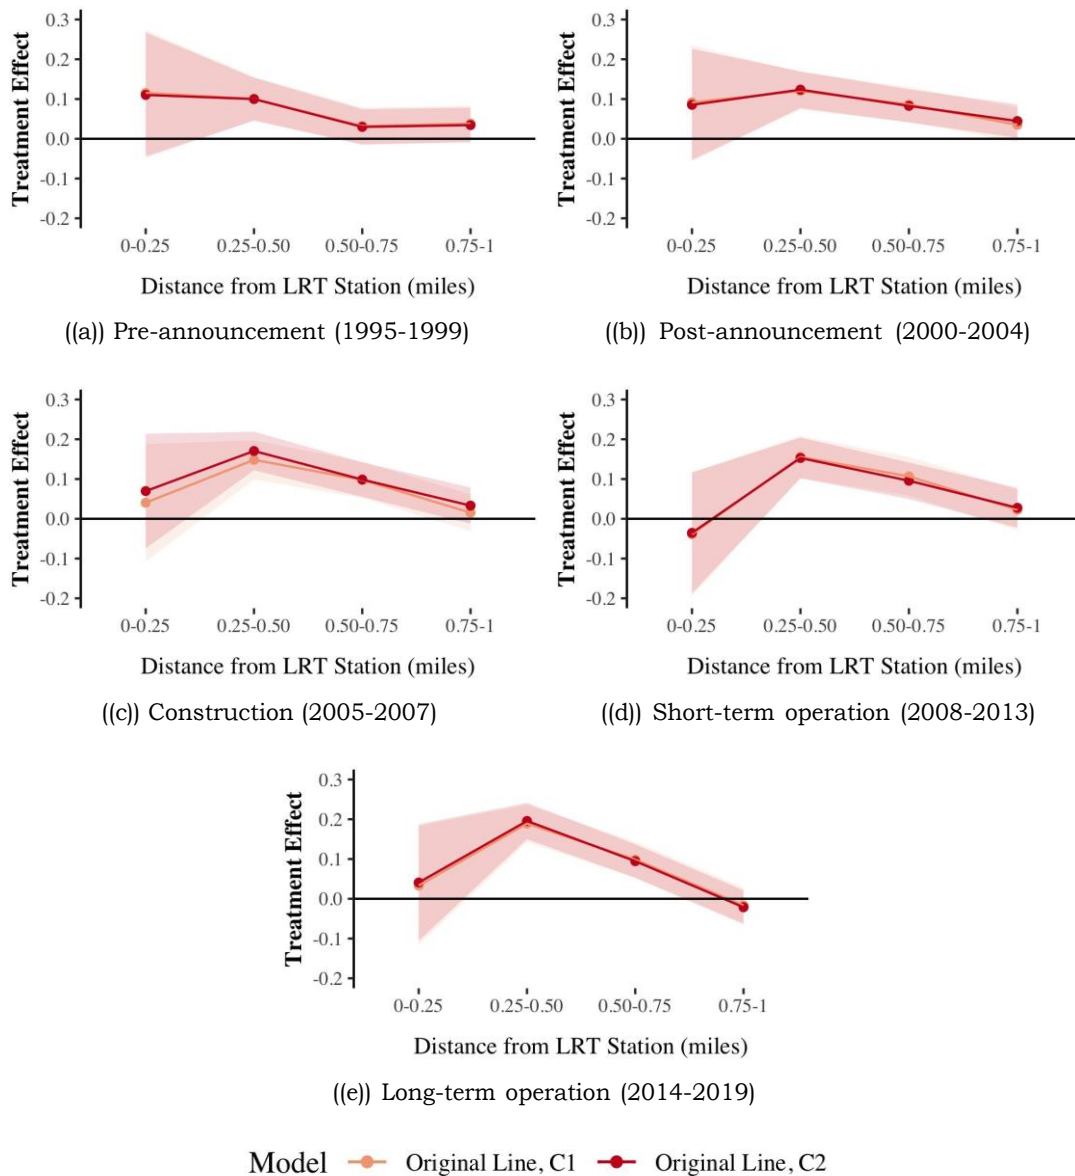 0.3
0.2
0.1
0.0
-0.1
-0.2
Treatment Effect
0-0.25 0.25-0.50 0.50-0.75 0.75-1
Distance from LRT Station (miles)
((a)) Pre-announcement (1995-1999)
0.3
0.2
0.1
0.0
-0.1
-0.2
Treatment Effect
0-0.25 0.25-0.50 0.50-0.75 0.75-1
Distance from LRT Station (miles)
((b)) Post-announcement (2000-2004)
0.3
0.2
0.1
0.0
-0.1
-0.2
Treatment Effect
0-0.25 0.25-0.50 0.50-0.75 0.75-1
Distance from LRT Station (miles)
((c)) Construction (2005-2007)
0.3
0.2
0.1
0.0
-0.1
-0.2
Treatment Effect
0-0.25 0.25-0.50 0.50-0.75 0.75-1
Distance from LRT Station (miles)
((d)) Short-term operation (2008-2013)
0.3
0.2
0.1
0.0
-0.1
-0.2
Treatment Effect
0-0.25 0.25-0.50 0.50-0.75 0.75-1
Distance from LRT Station (miles)
((e)) Long-term operation (2014-2019)
Model Original Line, C1 Original Line, C2